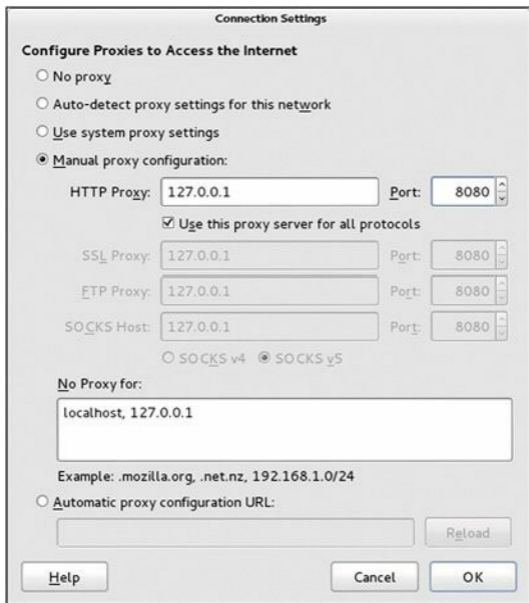 Connection Settings
Configure Proxies to Access the Internet
No proxy
Auto-detect proxy settings for this network
Use system proxy settings
Manual proxy configuration:
HTTP Proxy: 127.0.0.1 Port: 8080
Use this proxy server for all protocols
SSL Proxy: 127.0.0.1 Port: 8080
FTP Proxy: 127.0.0.1 Port: 8080
SOCKS Host: 127.0.0.1 Port: 8080
SOCKS v4 SOCKS v5
No Proxy for:
localhost, 127.0.0.1
Example: .mozilla.org, .net.nz, 192.168.1.0/24
Automatic proxy configuration URL:
Reload
Help Cancel OK